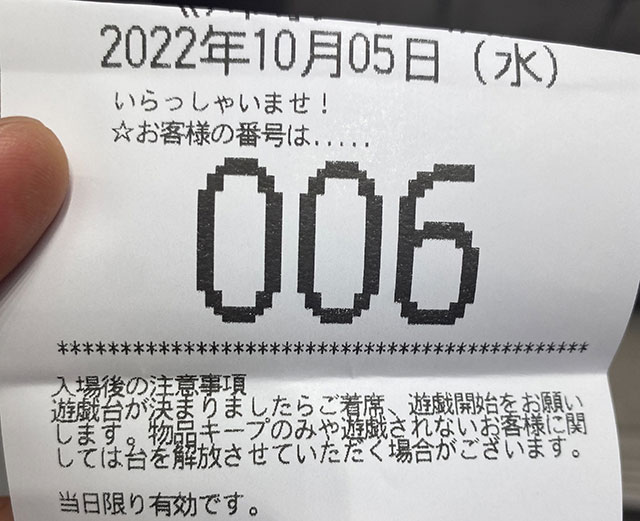 2022年10月05日（水）
いらっしゃいませ！
☆お客様の番号は.....
006
**************************************************
入場後の注意事項
遊戯台が決まりましたらご着席、遊戯開始をお願い
します。物品キープのみや遊戯されないお客様に関
しては台を解放させていただく場合がございます。
当日限り有効です。